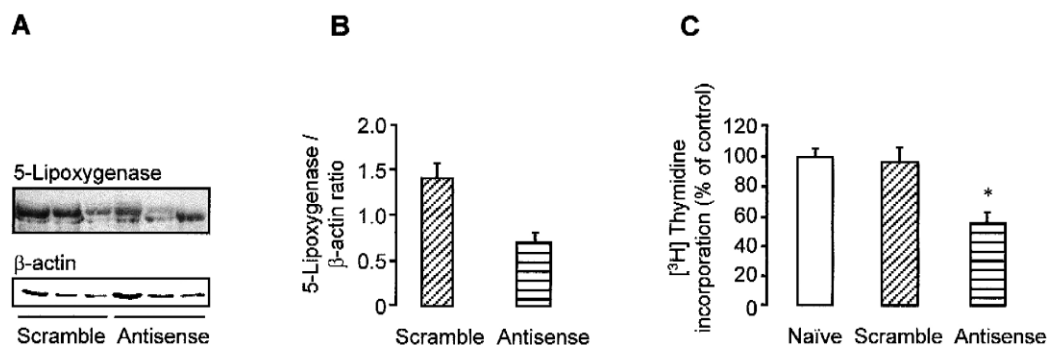 A
5-Lipoxygenase
β-actin
Scramble Antisense
B
5-Lipoxygenase /
β-actin ratio
2.0
1.5
1.0
0.5
0
Scramble Antisense
C
[³H] Thymidine
incorporation (% of control)
120
100
80
60
40
20
0
*
Naïve Scramble Antisense